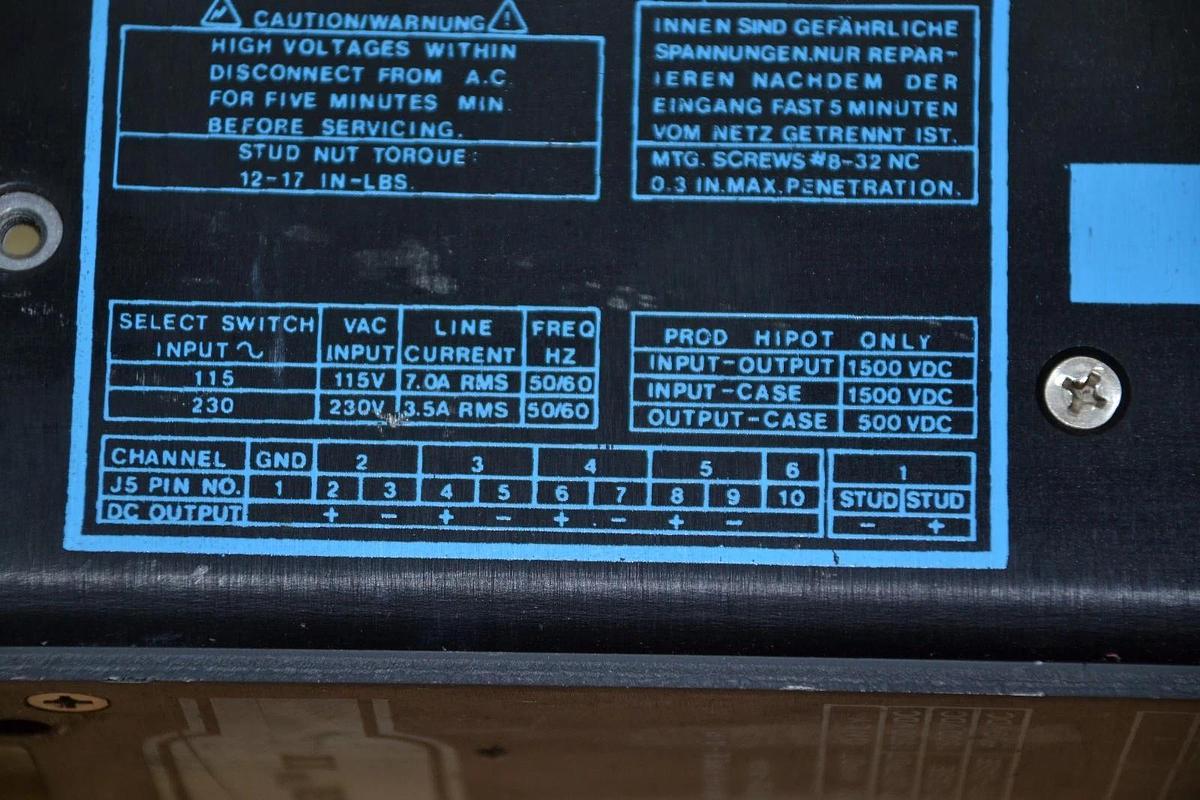 CAUTION/WARNUNG
HIGH VOLTAGES WITHIN
DISCONNECT FROM A.C.
FOR FIVE MINUTES MIN.
BEFORE SERVICING.
STUD NUT TORQUE:
12-17 IN-LBS.
INNEN SIND GEFÄHRLICHE
SPANNUNGEN.NUR REPAR-
IEREN NACHDEM DER
EINGANG FAST 5 MINUTEN
VOM NETZ GETRENNT IST.
MTG. SCREWS #8-32 NC
0.3 IN.MAX.PENETRATION.
SELECT SWITCH INPUT ∿ VAC INPUT LINE CURRENT FREQ HZ
115 115V 7.0A RMS 50/60
230 230V 3.5A RMS 50/60
PROD HIPOT ONLY
INPUT-OUTPUT 1500 VDC
INPUT-CASE 1500 VDC
OUTPUT-CASE 500 VDC
CHANNEL GND 2 3 4 5 6 1
J5 PIN NO. 1 2 3 4 5 6 7 8 9 10 STUD STUD
DC OUTPUT + - + - + - + - - +